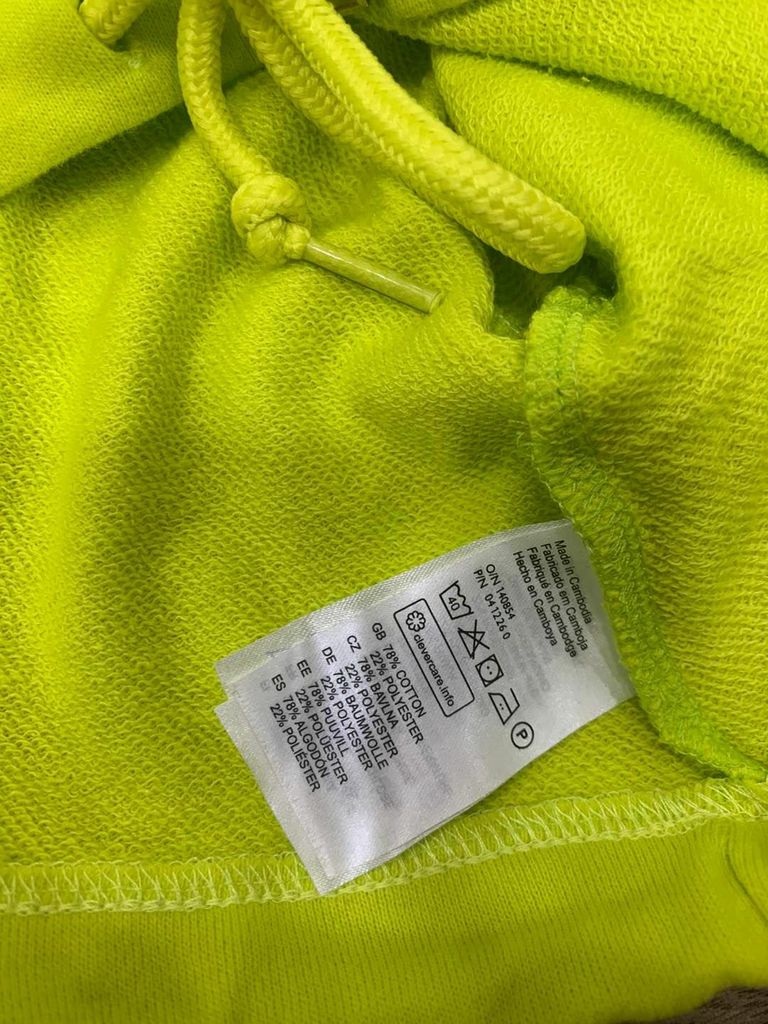 Made in Cambodia
Fabricado em Camboja
Fabriqué en Cambodge
Hecho en Camboya
O/N 140854
P/N 041226 0
40
P
clevercare.info
GB 78% COTTON
22% POLYESTER
CZ 78% BAVLNA
22% POLYESTER
DE 78% BAUMWOLLE
22% POLYESTER
EE 78% PUUVILL
22% POLÜESTER
ES 78% ALGODÓN
22% POLIÉSTER